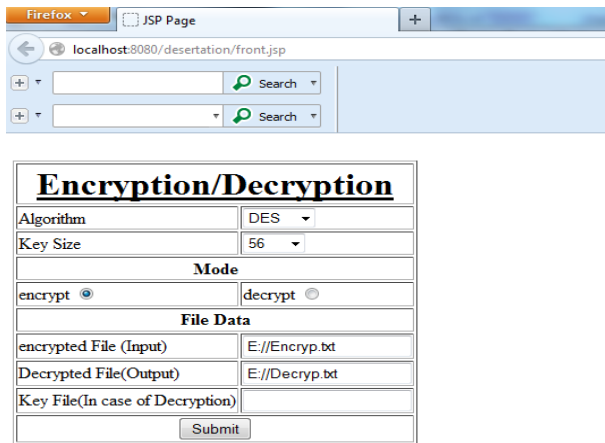 Firefox
JSP Page
localhost:8080/desertation/front.jsp
Search
Search
Encryption/Decryption
Algorithm DES
Key Size 56
Mode
encrypt decrypt
File Data
encrypted File (Input) E://Encryp.txt
Decrypted File(Output) E://Decryp.txt
Key File(In case of Decryption)
Submit